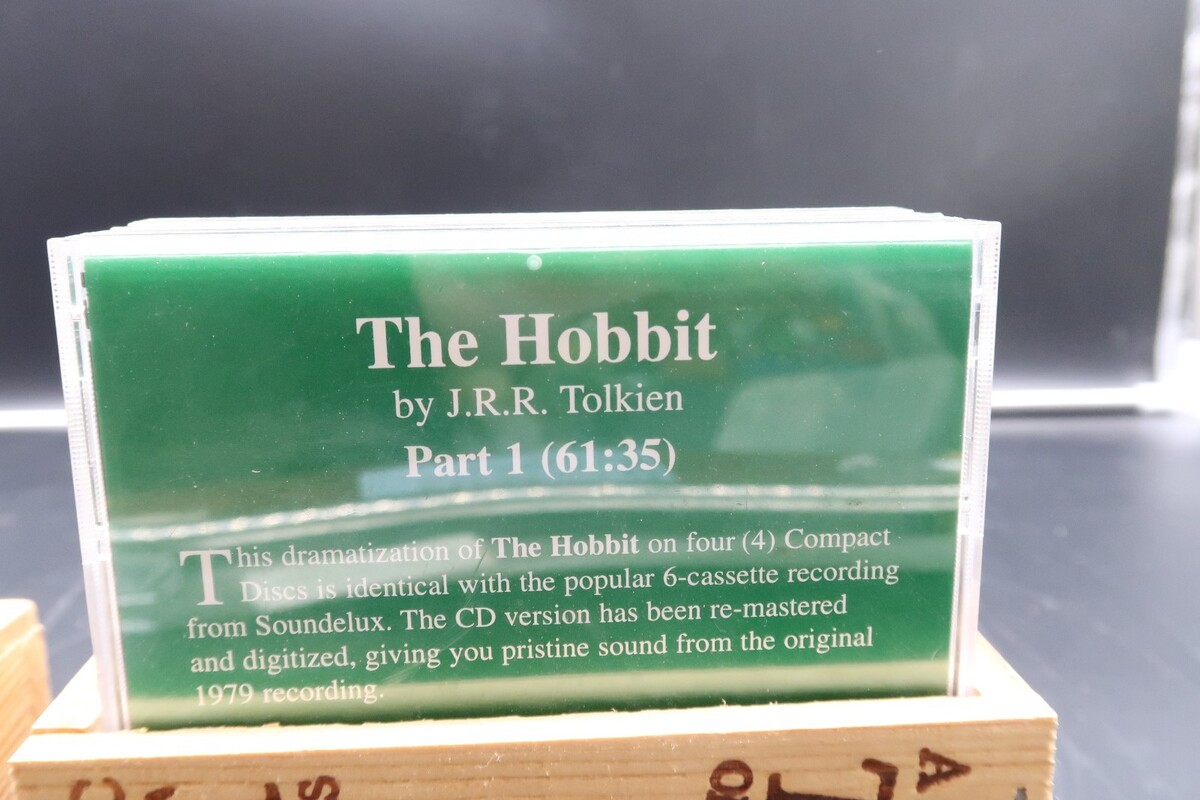 The Hobbit
by J.R.R. Tolkien
Part 1 (61:35)
This dramatization of The Hobbit on four (4) Compact
Discs is identical with the popular 6-cassette recording
from Soundelux. The CD version has been re-mastered
and digitized, giving you pristine sound from the original
1979 recording.